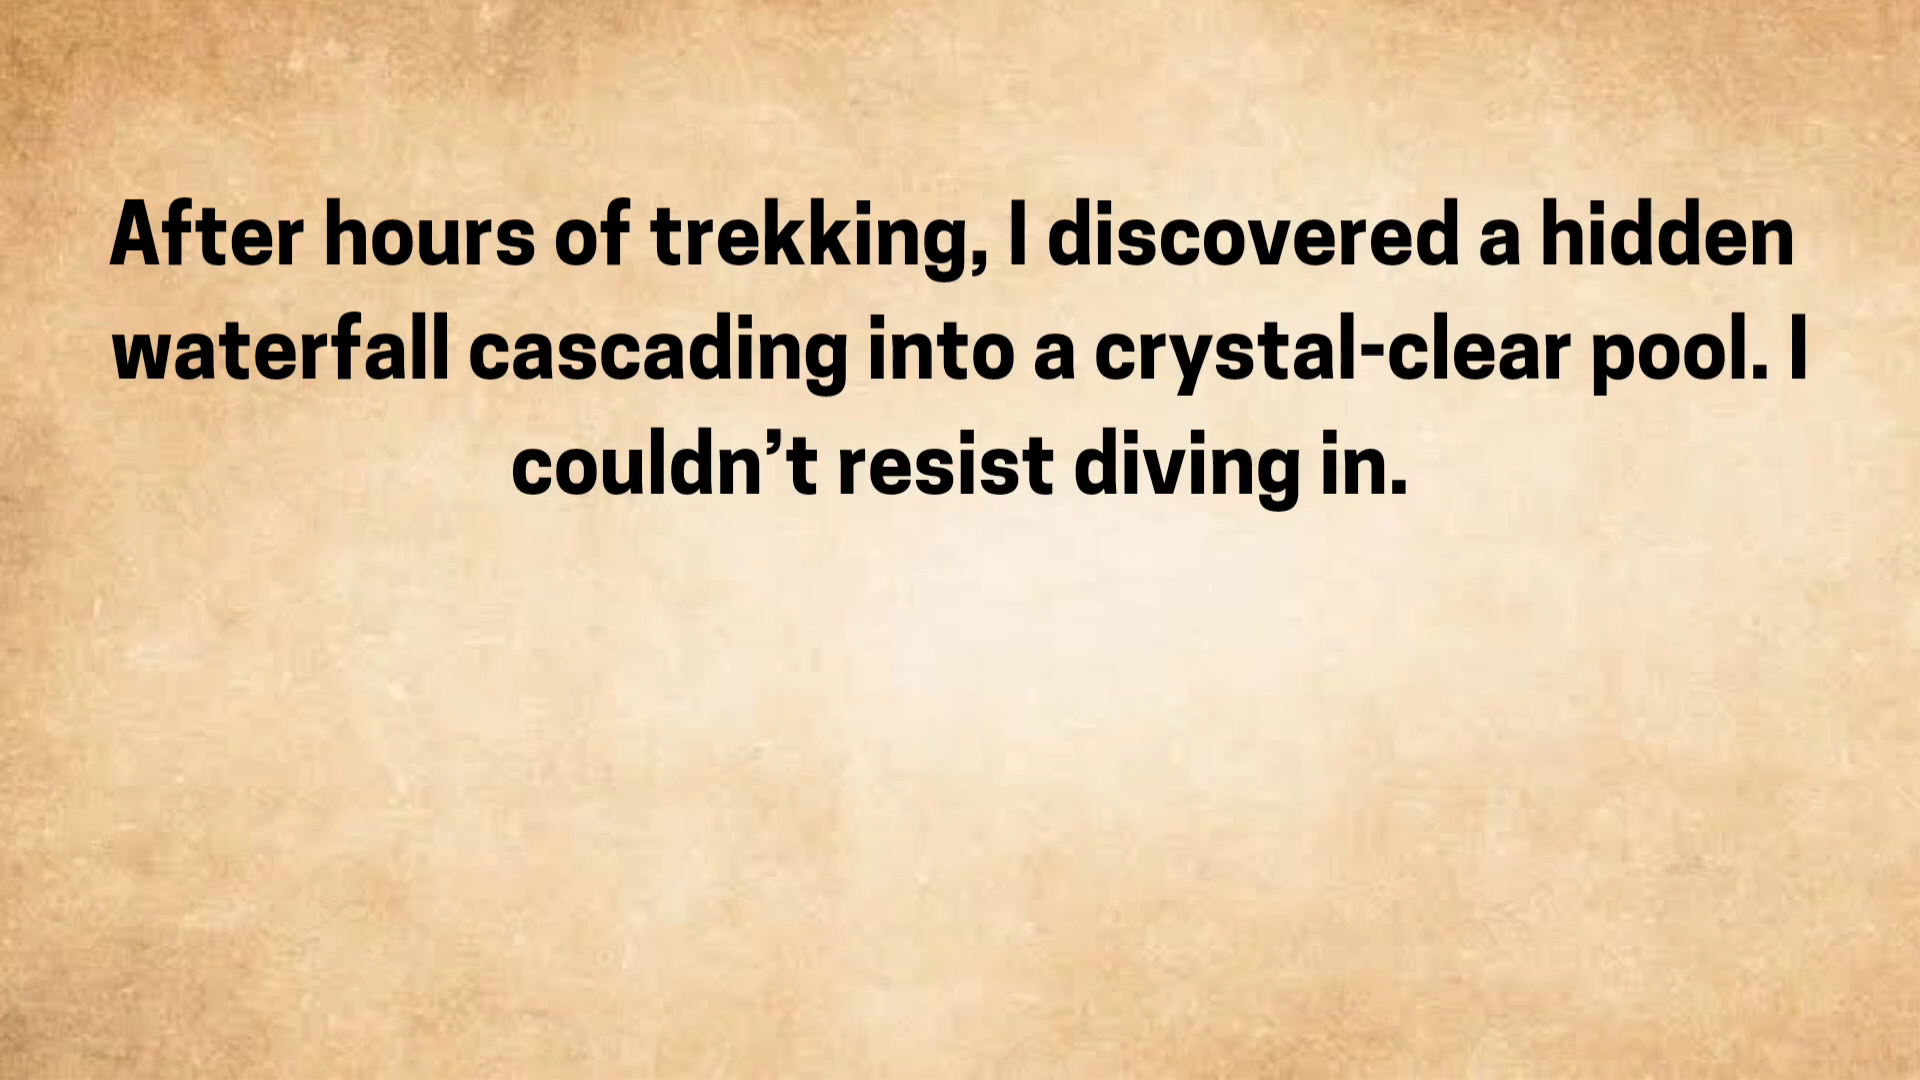 After hours of trekking, I discovered a hidden
waterfall cascading into a crystal-clear pool. I
couldn’t resist diving in.